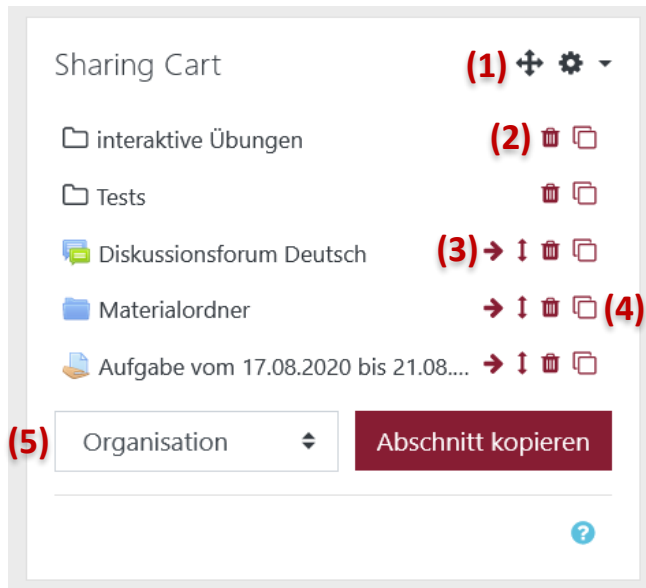 Sharing Cart (1)
interaktive Übungen (2)
Tests
Diskussionsforum Deutsch (3)
Materialordner (4)
Aufgabe vom 17.08.2020 bis 21.08....
(5) Organisation Abschnitt kopieren
?